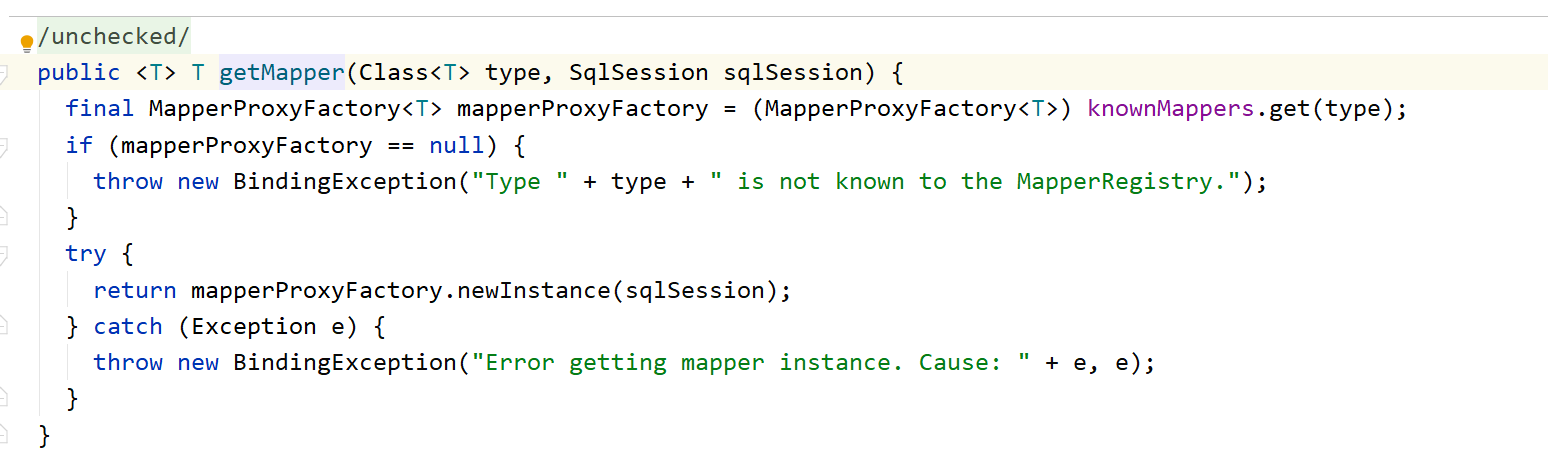 /unchecked/
public <T> T getMapper(Class<T> type, SqlSession sqlSession) {
final MapperProxyFactory<T> mapperProxyFactory = (MapperProxyFactory<T>) knownMappers.get(type);
if (mapperProxyFactory == null) {
throw new BindingException("Type " + type + " is not known to the MapperRegistry.");
}
try {
return mapperProxyFactory.newInstance(sqlSession);
} catch (Exception e) {
throw new BindingException("Error getting mapper instance. Cause: " + e, e);
}
}